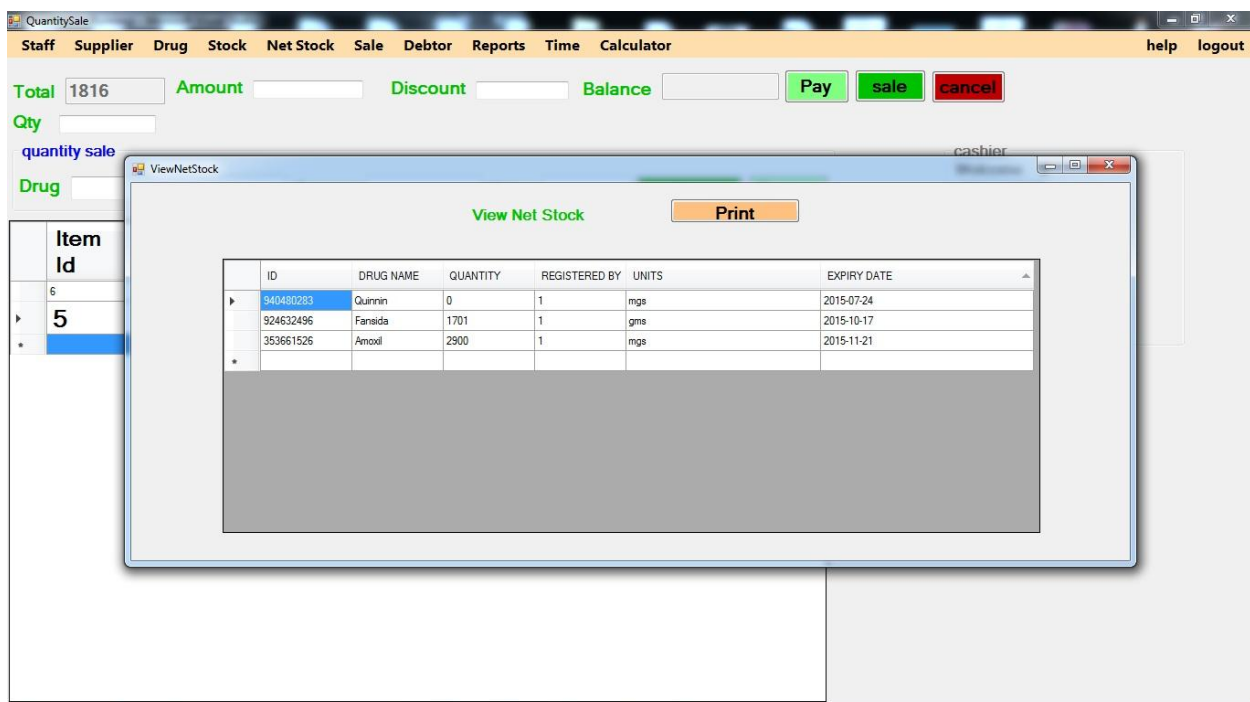 QuantitySale
Staff Supplier Drug Stock Net Stock Sale Debtor Reports Time Calculator help logout
Total 1816 Amount Discount Balance Pay sale cancel
Qty
quantity sale cashier
Drug
ViewNetStock
View Net Stock Print
Item
Id
6
5
ID DRUG NAME QUANTITY REGISTERED BY UNITS EXPIRY DATE
940480283 Quinnin 0 1 mgs 2015-07-24
924632496 Fansida 1701 1 gms 2015-10-17
353661526 Amoxil 2900 1 mgs 2015-11-21